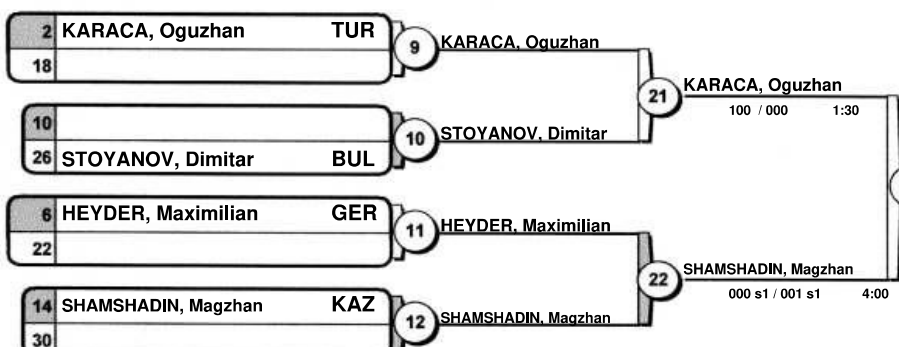 2 KARACA, Oguzhan TUR
18
9
KARACA, Oguzhan
10
26 STOYANOV, Dimitar BUL
10
STOYANOV, Dimitar
21
KARACA, Oguzhan
100 / 000 1:30
6 HEYDER, Maximilian GER
22
11
HEYDER, Maximilian
14 SHAMSHADIN, Magzhan KAZ
30
12
SHAMSHADIN, Magzhan
22
SHAMSHADIN, Magzhan
000 s1 / 001 s1 4:00